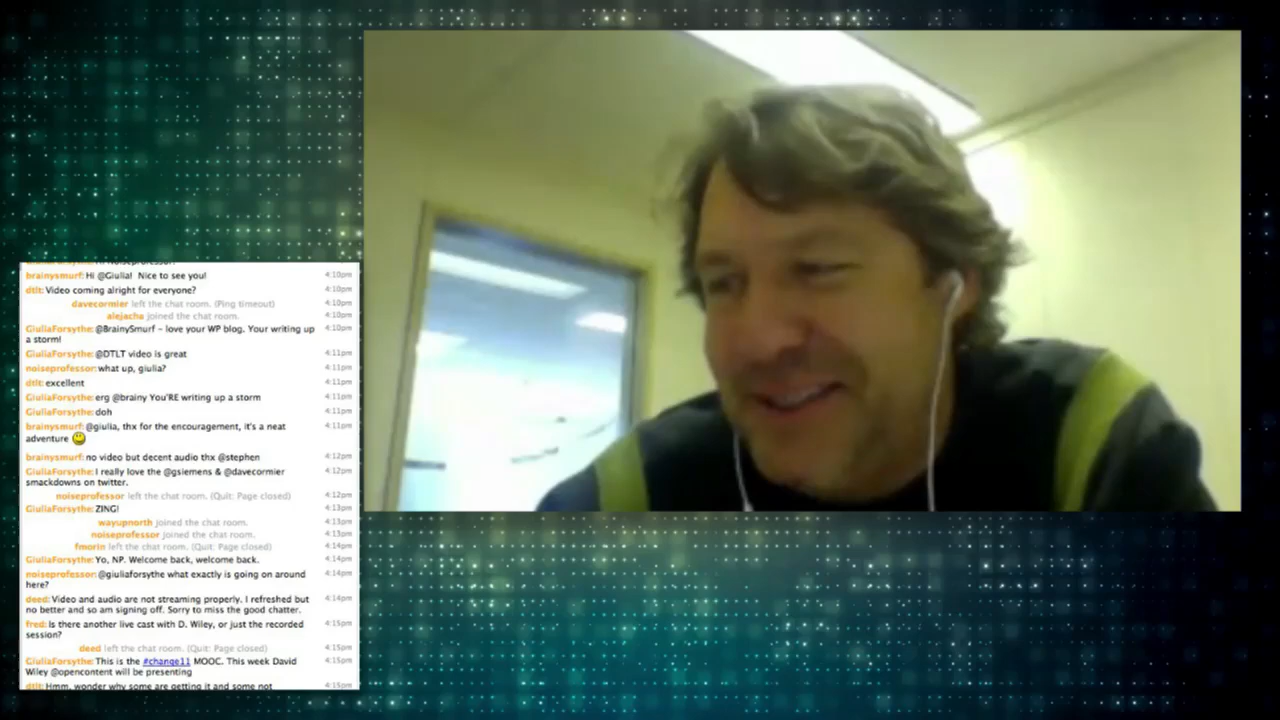 brainysmurf: Hi @Giulia! Nice to see you! 4:10pm
dtlt: Video coming alright for everyone? 4:10pm
davecormier left the chat room. (Ping timeout) 4:10pm
alejacha joined the chat room. 4:10pm
GiuliaForsythe: @BrainySmurf – love your WP blog. Your writing up 4:10pm
a storm!
GiuliaForsythe: @DTLT video is great 4:11pm
noiseprofessor: what up, giulia? 4:11pm
dtlt: excellent 4:11pm
GiuliaForsythe: erg @brainy You'RE writing up a storm 4:11pm
GiuliaForsythe: doh 4:11pm
brainysmurf: @giulia, thx for the encouragement, it's a neat 4:11pm
adventure
brainysmurf: no video but decent audio thx @stephen 4:12pm
GiuliaForsythe: I really love the @gsiemens & @davecormier 4:12pm
smackdowns on twitter.
noiseprofessor left the chat room. (Quit: Page closed) 4:12pm
GiuliaForsythe: ZING! 4:13pm
wayupnorth joined the chat room. 4:13pm
noiseprofessor joined the chat room. 4:13pm
fmorin left the chat room. (Quit: Page closed) 4:14pm
GiuliaForsythe: Yo, NP. Welcome back, welcome back. 4:14pm
noiseprofessor: @giuliaforsythe what exactly is going on around 4:14pm
here?
deed: Video and audio are not streaming properly. I refreshed but 4:14pm
no better and so am signing off. Sorry to miss the good chatter.
fred: Is there another live cast with D. Wiley, or just the recorded 4:15pm
session?
deed left the chat room. (Quit: Page closed) 4:15pm
GiuliaForsythe: This is the #change11 MOOC. This week David 4:15pm
Wiley @opencontent will be presenting
dtlt: Hmm, wonder why some are getting it and some not 4:15pm